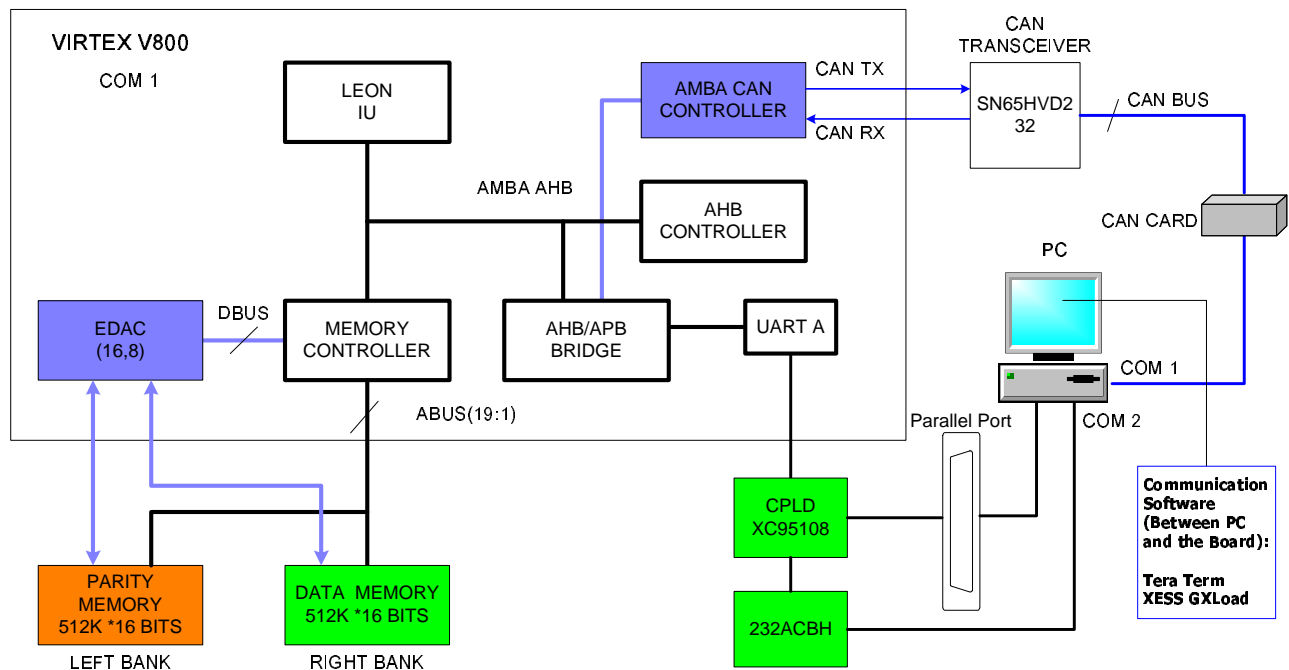 VIRTEX V800
COM 1
LEON
IU
AMBA CAN
CONTROLLER
CAN TX
CAN RX
CAN
TRANSCEIVER
SN65HVD2
32
CAN BUS
AMBA AHB
AHB
CONTROLLER
CAN CARD
PC
EDAC
(16,8)
DBUS
MEMORY
CONTROLLER
AHB/APB
BRIDGE
UART A
COM 1
COM 2
ABUS(19:1)
Parallel Port
CPLD
XC95108
232ACBH
Communication
Software
(Between PC
and the Board):
Tera Term
XESS GXLoad
PARITY
MEMORY
512K *16 BITS
LEFT BANK
DATA MEMORY
512K *16 BITS
RIGHT BANK